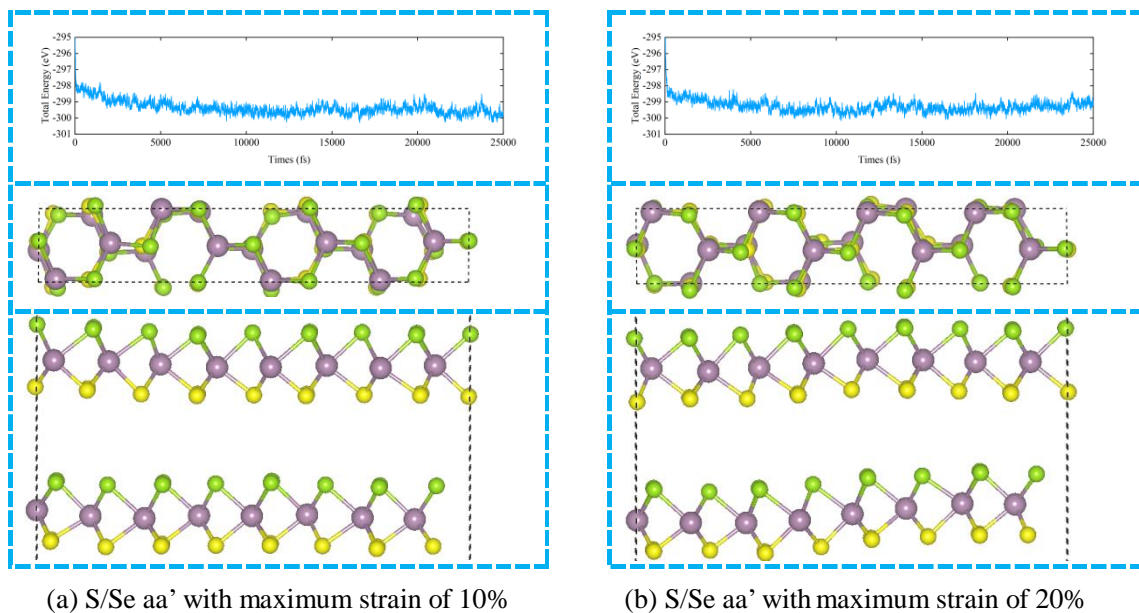 -295
-296
-297
-298
-299
-300
-301
Total Energy (eV)
0 5000 10000 15000 20000 25000
Times (fs)
-295
-296
-297
-298
-299
-300
-301
Total Energy (eV)
0 5000 10000 15000 20000 25000
Times (fs)
(a) S/Se aa’ with maximum strain of 10%
(b) S/Se aa’ with maximum strain of 20%